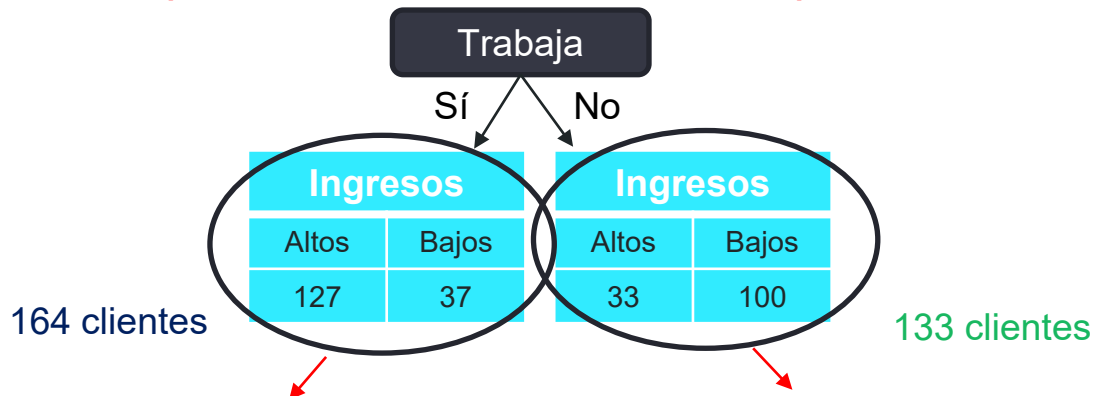 Trabaja
Sí No
Ingresos Ingresos
Altos Bajos Altos Bajos
127 37 33 100
164 clientes 133 clientes